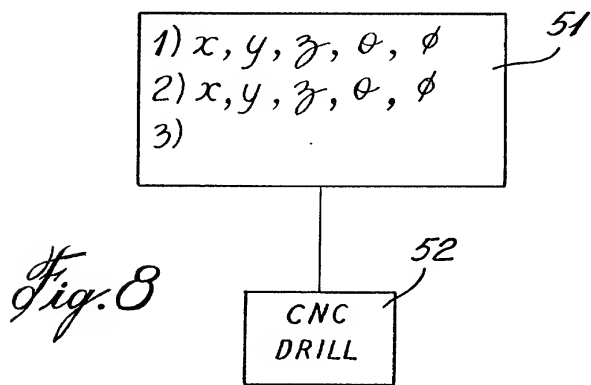 51
1) x, y, z, θ, ϕ
2) x, y, z, θ, ϕ
3)
52
CNC
DRILL
Fig. 8